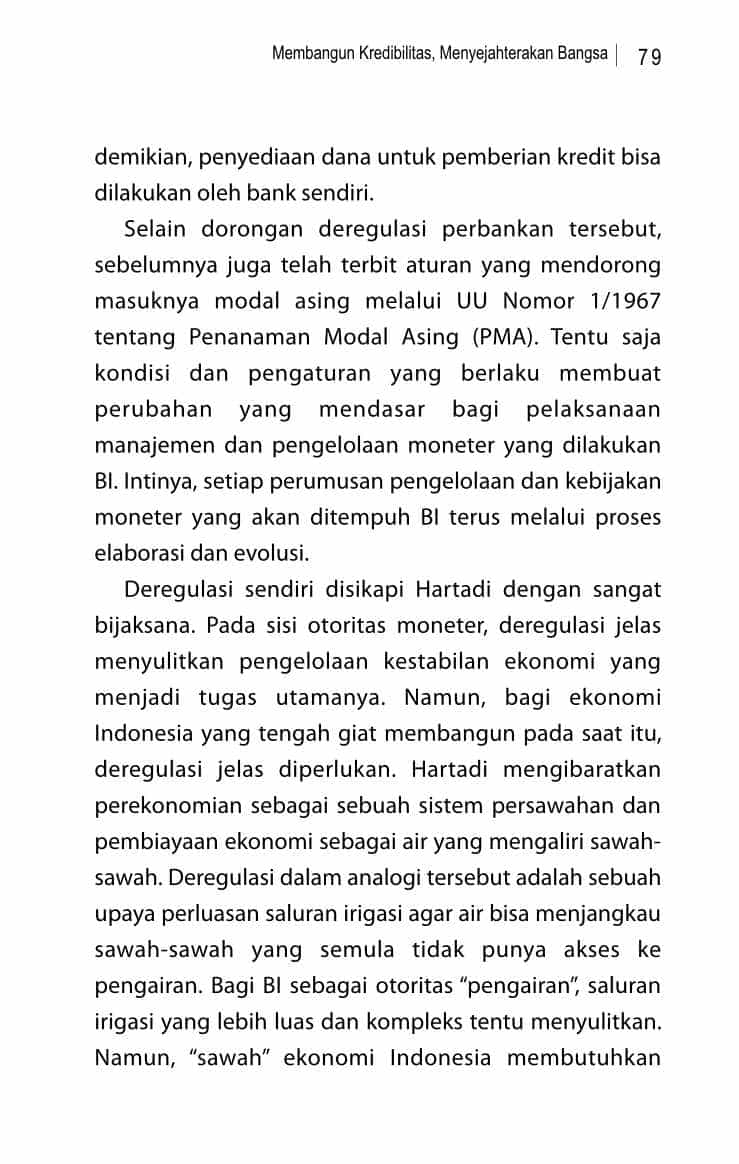 Membangun Kredibilitas, Menyejahterakan Bangsa | 79
demikian, penyediaan dana untuk pemberian kredit bisa
dilakukan oleh bank sendiri.
Selain dorongan deregulasi perbankan tersebut,
sebelumnya juga telah terbit aturan yang mendorong
masuknya modal asing melalui UU Nomor 1/1967
tentang Penanaman Modal Asing (PMA). Tentu saja
kondisi dan pengaturan yang berlaku membuat
perubahan yang mendasar bagi pelaksanaan
manajemen dan pengelolaan moneter yang dilakukan
BI. Intinya, setiap perumusan pengelolaan dan kebijakan
moneter yang akan ditempuh BI terus melalui proses
elaborasi dan evolusi.
Deregulasi sendiri disikapi Hartadi dengan sangat
bijaksana. Pada sisi otoritas moneter, deregulasi jelas
menyulitkan pengelolaan kestabilan ekonomi yang
menjadi tugas utamanya. Namun, bagi ekonomi
Indonesia yang tengah giat membangun pada saat itu,
deregulasi jelas diperlukan. Hartadi mengibaratkan
perekonomian sebagai sebuah sistem persawahan dan
pembiayaan ekonomi sebagai air yang mengaliri sawah-
sawah. Deregulasi dalam analogi tersebut adalah sebuah
upaya perluasan saluran irigasi agar air bisa menjangkau
sawah-sawah yang semula tidak punya akses ke
pengairan. Bagi BI sebagai otoritas “pengairan”, saluran
irigasi yang lebih luas dan kompleks tentu menyulitkan.
Namun, “sawah” ekonomi Indonesia membutuhkan